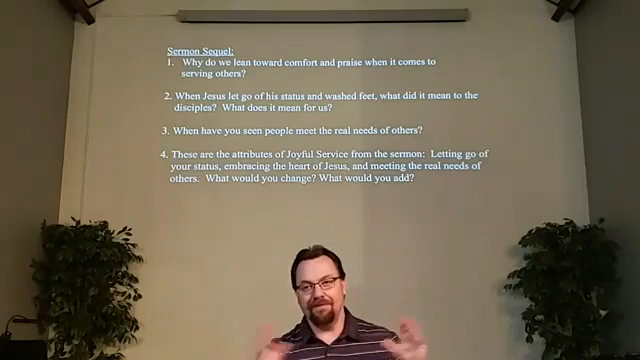 Sermon Sequel:
1. Why do we lean toward comfort and praise when it comes to
serving others?
2. When Jesus let go of his status and washed feet, what did it mean to the
disciples? What does it mean for us?
3. When have you seen people meet the real needs of others?
4. These are the attributes of Joyful Service from the sermon: Letting go of
your status, embracing the heart of Jesus, and meeting the real needs of
others. What would you change? What would you add?